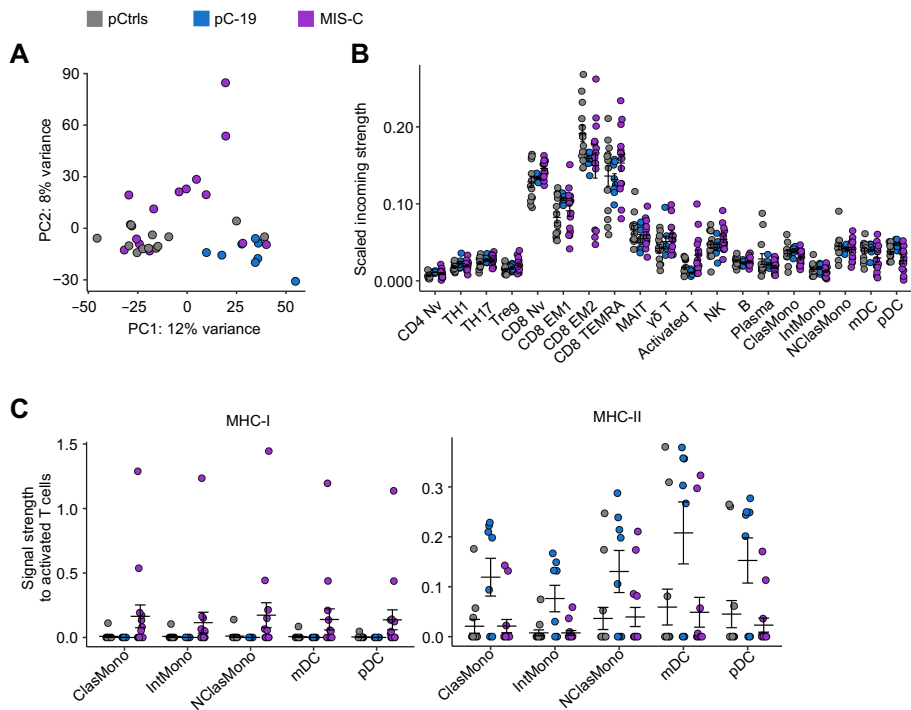 pCtrls pC-19 MIS-C
A
90
60
30
0
−30
PC2: 8% variance
−50 −25 0 25 50
PC1: 12% variance
B
0.20
0.10
0.000
Scaled incoming strength
CD4 Nv TH1 TH17 Treg CD8 Nv CD8 EM1 CD8 EM2 CD8 TEMRA MAIT γδ T Activated T NK B Plasma ClasMono IntMono NClasMono mDC pDC
C
MHC-I
1.5
1.0
0.5
0.0
Signal strength
to activated T cells
ClasMono IntMono NClasMono mDC pDC
MHC-II
0.3
0.2
0.1
0.0
ClasMono IntMono NClasMono mDC pDC